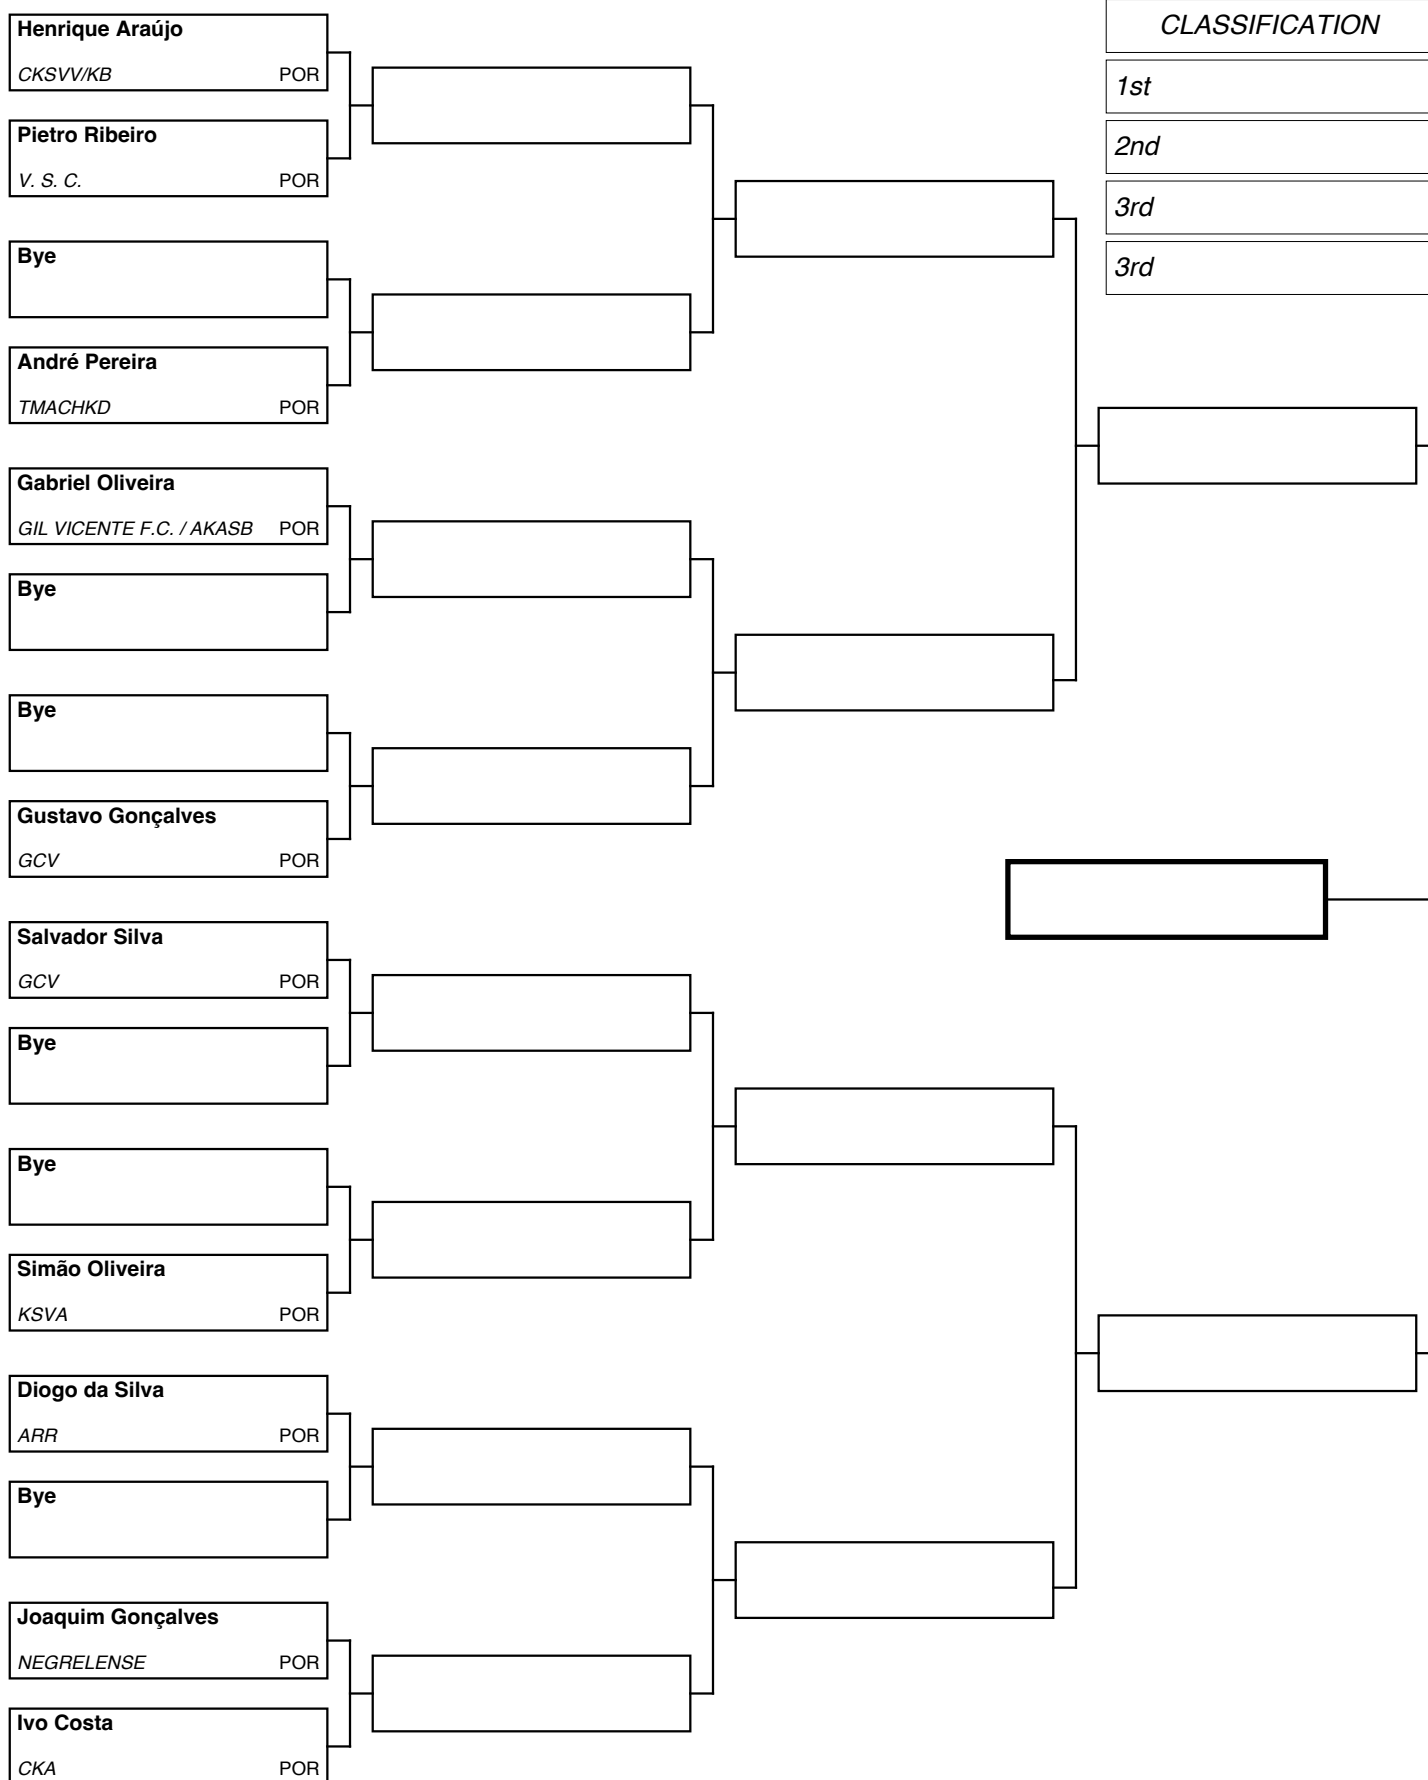 Henrique Araújo
CKSVV/KB POR
Pietro Ribeiro
V. S. C. POR
Bye
André Pereira
TMACHKD POR
Gabriel Oliveira
GIL VICENTE F.C. / AKASB POR
Bye
Bye
Gustavo Gonçalves
GCV POR
Salvador Silva
GCV POR
Bye
Bye
Simão Oliveira
KSVA POR
Diogo da Silva
ARR POR
Bye
Joaquim Gonçalves
NEGRELENSE POR
Ivo Costa
CKA POR
CLASSIFICATION
1st
2nd
3rd
3rd